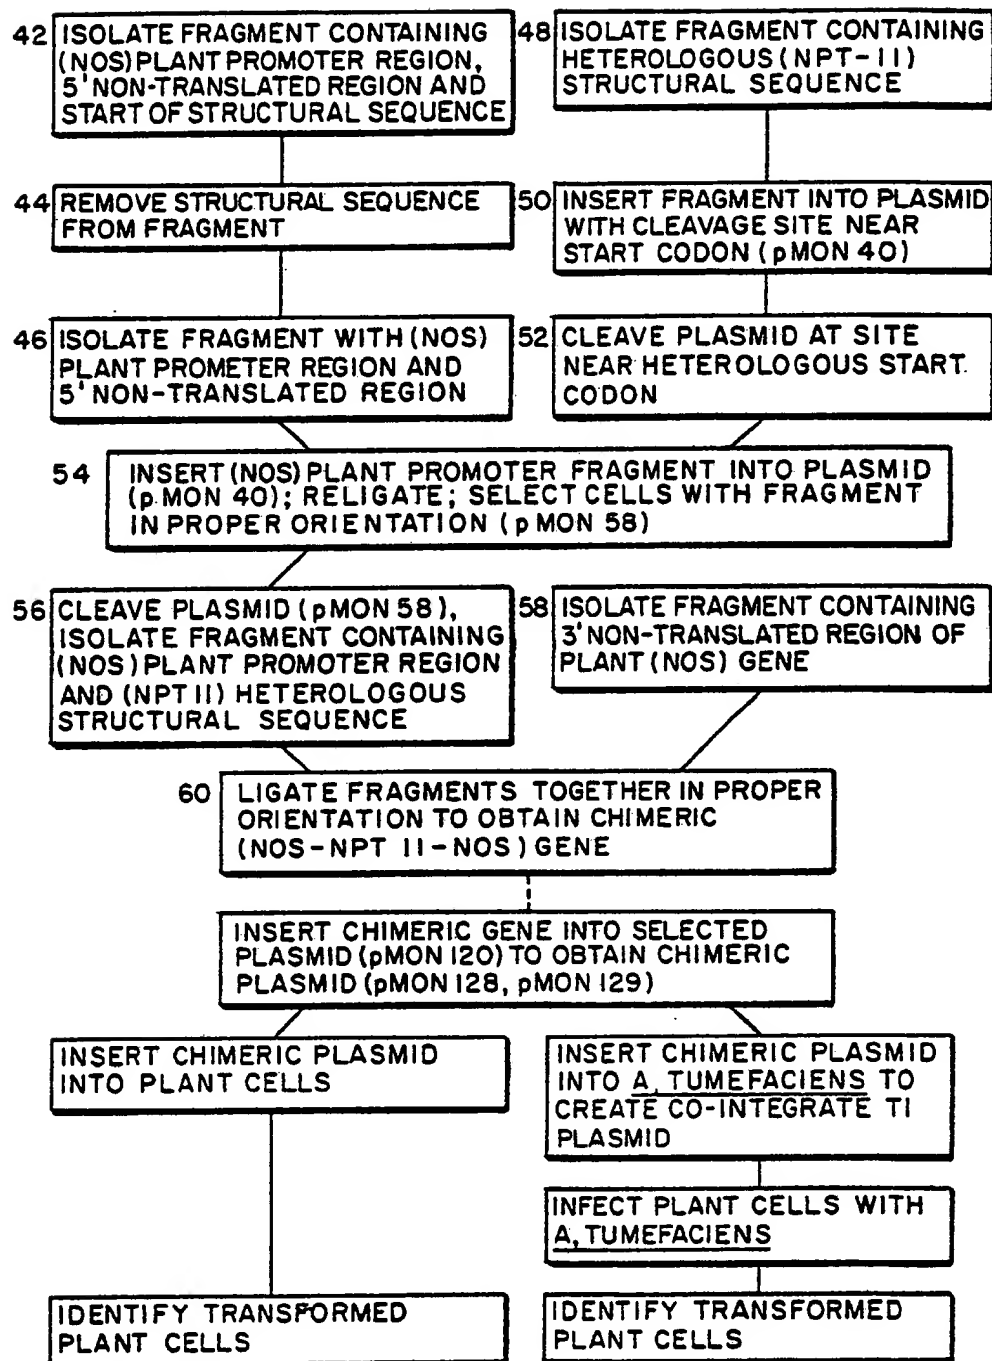 42 ISOLATE FRAGMENT CONTAINING
(NOS) PLANT PROMOTER REGION,
5' NON-TRANSLATED REGION AND
START OF STRUCTURAL SEQUENCE
48 ISOLATE FRAGMENT CONTAINING
HETEROLOGOUS (NPT-II)
STRUCTURAL SEQUENCE
44 REMOVE STRUCTURAL SEQUENCE
FROM FRAGMENT
50 INSERT FRAGMENT INTO PLASMID
WITH CLEAVAGE SITE NEAR
START CODON (pMON 40)
46 ISOLATE FRAGMENT WITH (NOS)
PLANT PROMETER REGION AND
5' NON-TRANSLATED REGION
52 CLEAVE PLASMID AT SITE
NEAR HETEROLOGOUS START.
CODON
54 INSERT (NOS) PLANT PROMOTER FRAGMENT INTO PLASMID
(pMON 40); RELIGATE; SELECT CELLS WITH FRAGMENT
IN PROPER ORIENTATION (pMON 58)
56 CLEAVE PLASMID (pMON 58),
ISOLATE FRAGMENT CONTAINING
(NOS) PLANT PROMOTER REGION
AND (NPT II) HETEROLOGOUS
STRUCTURAL SEQUENCE
58 ISOLATE FRAGMENT CONTAINING
3' NON-TRANSLATED REGION OF
PLANT (NOS) GENE
60 LIGATE FRAGMENTS TOGETHER IN PROPER
ORIENTATION TO OBTAIN CHIMERIC
(NOS-NPT II-NOS) GENE
INSERT CHIMERIC GENE INTO SELECTED
PLASMID (pMON 120) TO OBTAIN CHIMERIC
PLASMID (pMON 128, pMON 129)
INSERT CHIMERIC PLASMID
INTO PLANT CELLS
INSERT CHIMERIC PLASMID
INTO A, TUMEFACIENS TO
CREATE CO-INTEGRATE TI
PLASMID
INFECT PLANT CELLS WITH
A, TUMEFACIENS
IDENTIFY TRANSFORMED
PLANT CELLS
IDENTIFY TRANSFORMED
PLANT CELLS